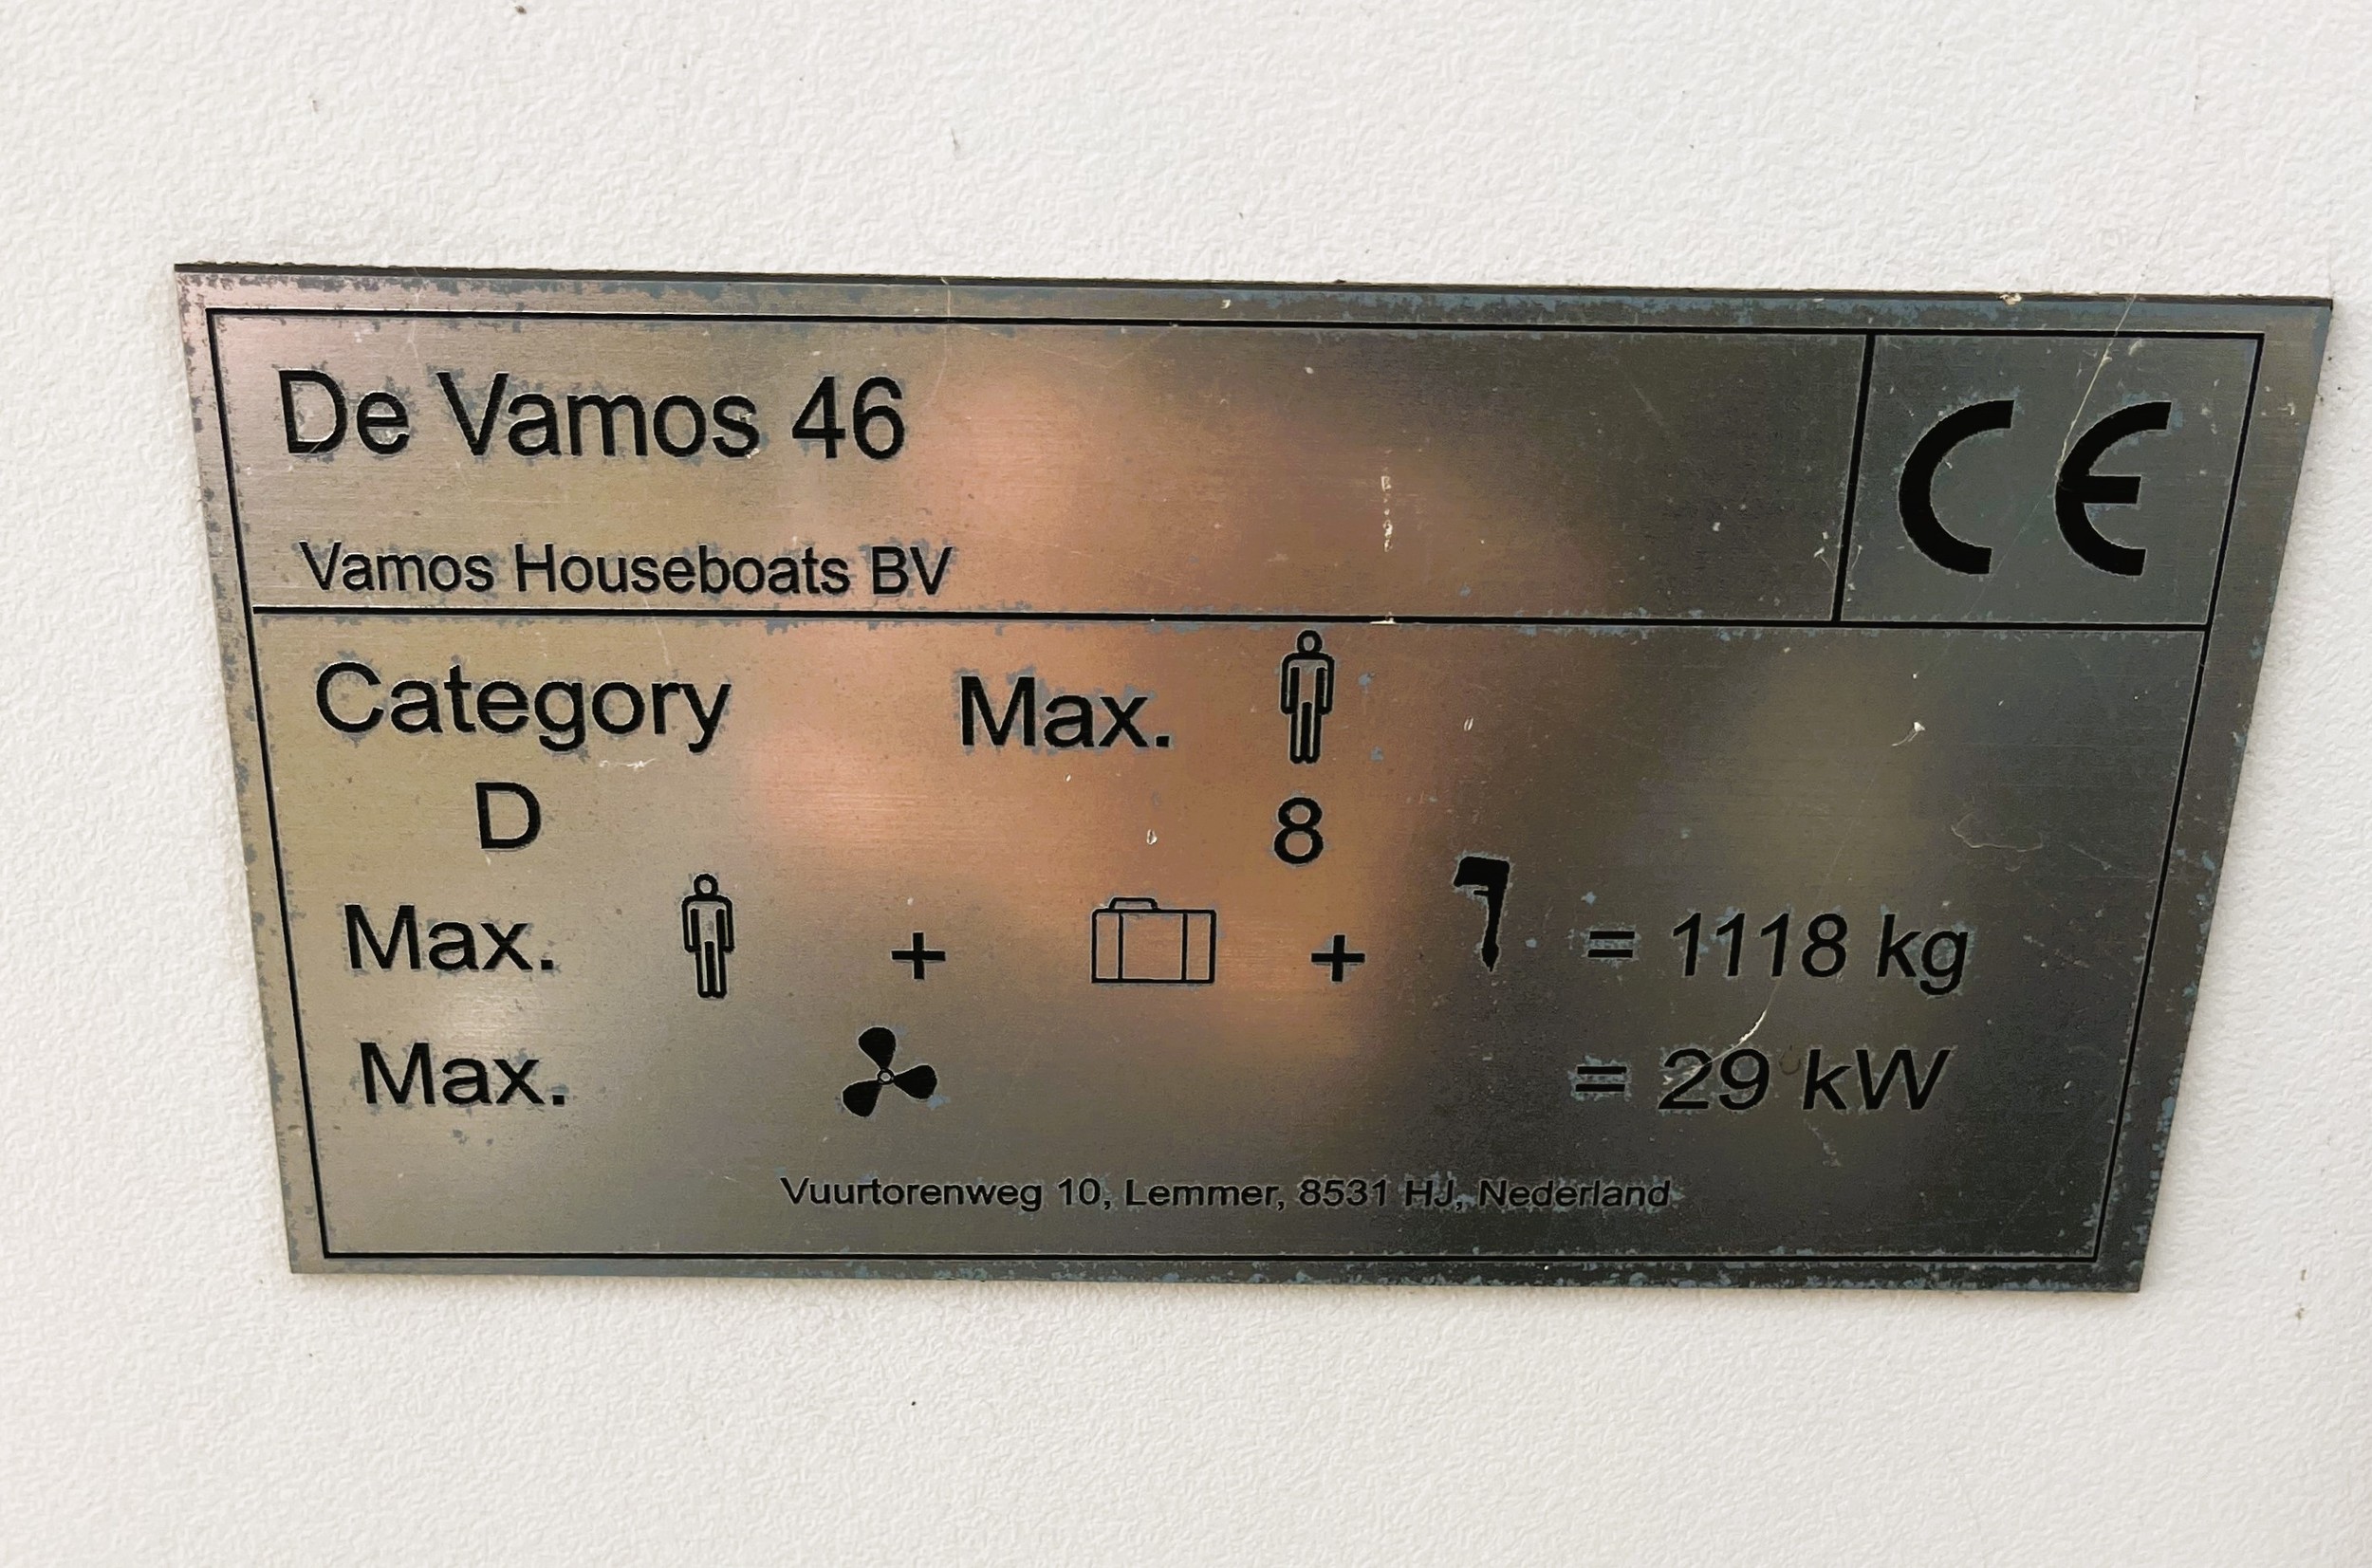 De Vamos 46
CE
Vamos Houseboats BV
Category Max.
D 8
Max. + + = 1118 kg
Max. = 29 kW
Vuurtorenweg 10, Lemmer, 8531 HJ, Nederland